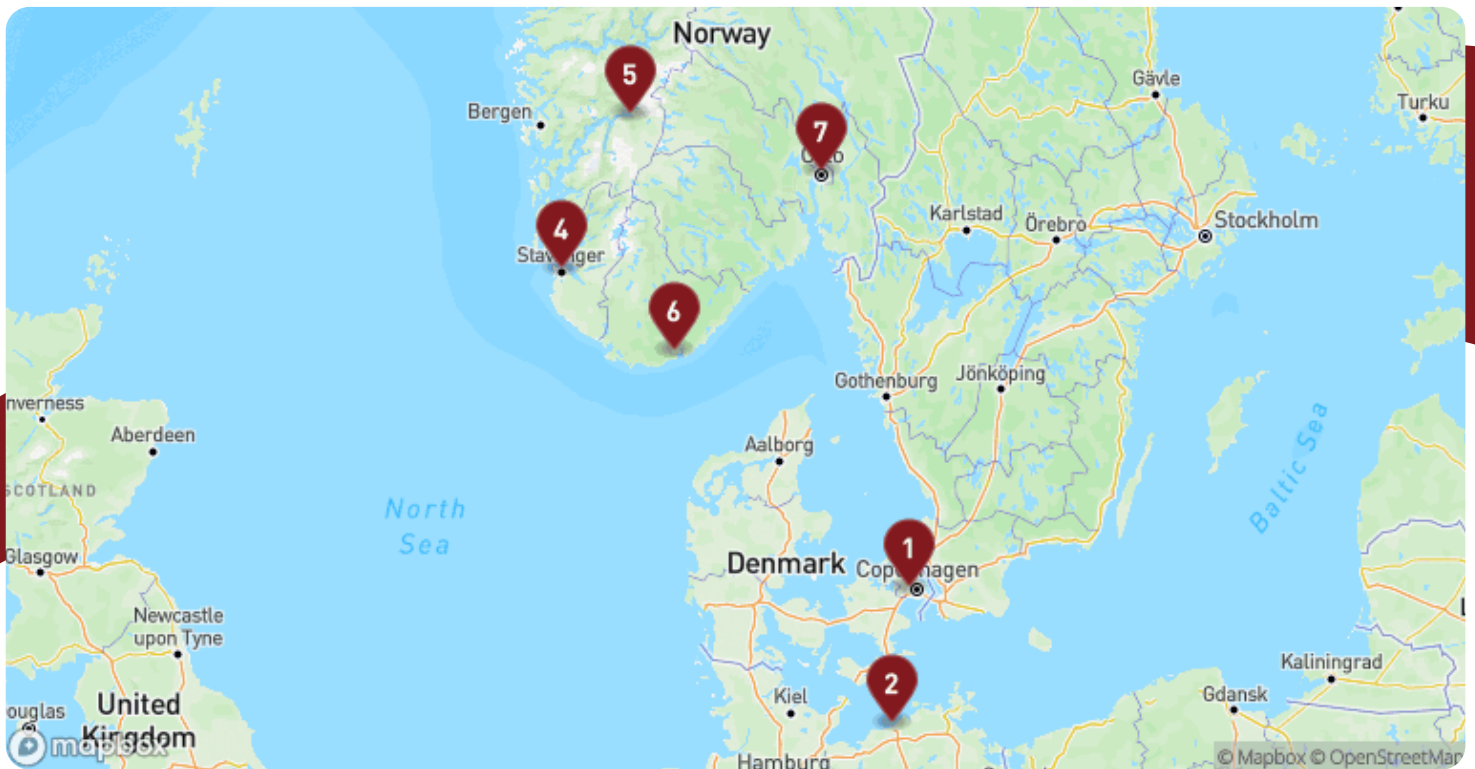 Norway
5
Gävle
Bergen
Turku
7
Karlstad
Örebro
Stockholm
4
6
Gothenburg
Jönköping
Aberdeen
Aalborg
SCOTLAND
North
Sea
Baltic Sea
1
Glasgow
Denmark
Newcastle
upon Tyne
2
Kaliningrad
Kiel
Gdansk
United
Kingdom
mapbox
Hamburg
© Mapbox © OpenStreetMap